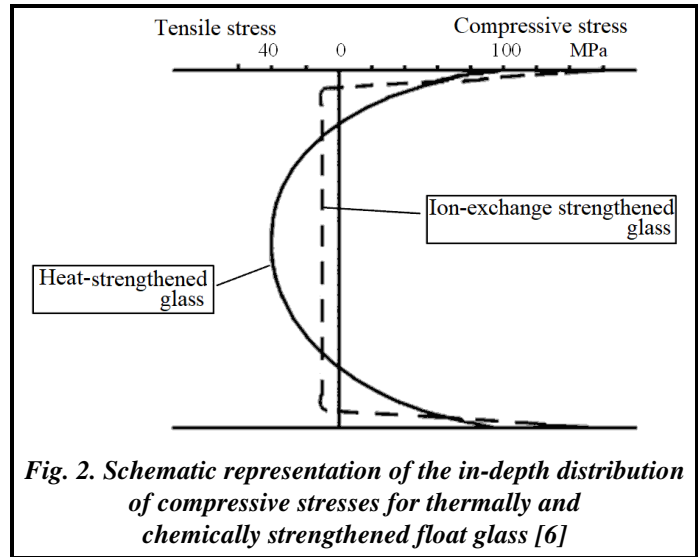 Tensile stress Compressive stress
40 0 100 MPa
Ion-exchange strengthened
glass
Heat-strengthened
glass
Fig. 2. Schematic representation of the in-depth distribution
of compressive stresses for thermally and
chemically strengthened float glass [6]